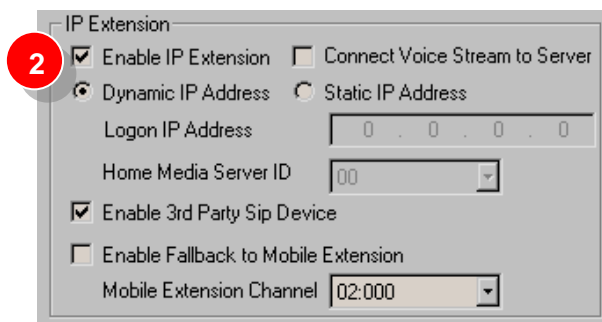 IP Extension
2
Enable IP Extension Connect Voice Stream to Server
Dynamic IP Address Static IP Address
Logon IP Address 0 . 0 . 0 . 0
Home Media Server ID 00
Enable 3rd Party Sip Device
Enable Fallback to Mobile Extension
Mobile Extension Channel 02:000